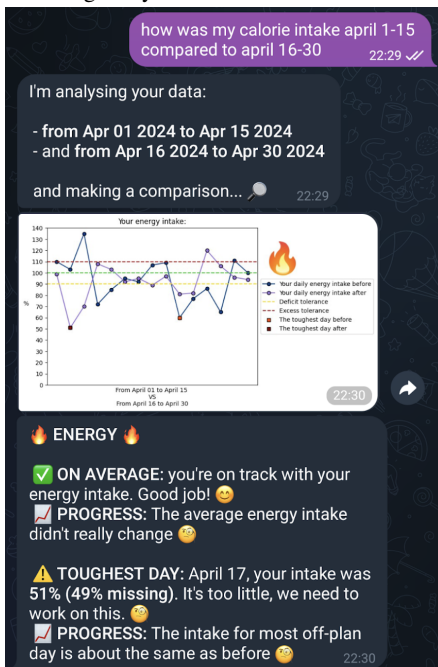 how was my calorie intake april 1-15
compared to april 16-30
22:29
I'm analysing your data:
- from Apr 01 2024 to Apr 15 2024
- and from Apr 16 2024 to Apr 30 2024
and making a comparison...
22:29
Your energy intake:
140
130
120
110
100
90
80
70
60
50
40
30
20
10
0
%
From April 01 to April 15
VS
From April 16 to April 30
Your daily energy intake before
Your daily energy intake after
Deficit tolerance
Excess tolerance
The toughest day before
The toughest day after
22:30
ENERGY
ON AVERAGE: you're on track with your
energy intake. Good job!
PROGRESS: The average energy intake
didn't really change
TOUGHEST DAY: April 17, your intake was
51% (49% missing). It's too little, we need to
work on this.
PROGRESS: The intake for most off-plan
day is about the same as before
22:30